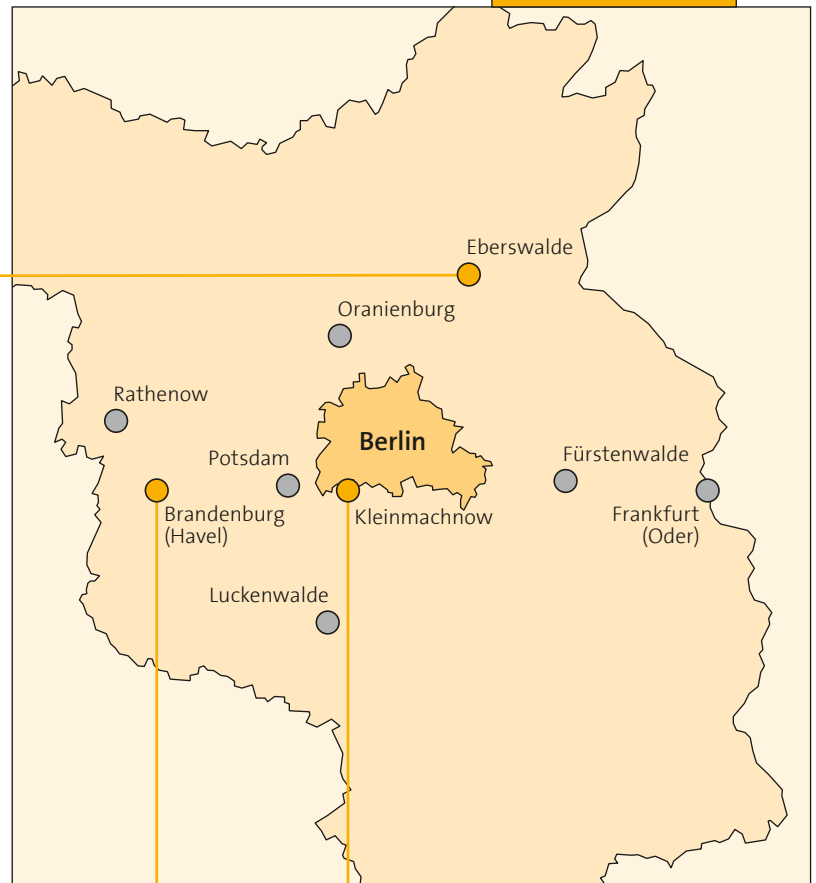 Eberswalde
Oranienburg
Rathenow
Berlin
Potsdam
Fürstenwalde
Brandenburg
(Havel)
Kleinmachnow
Frankfurt
(Oder)
Luckenwalde